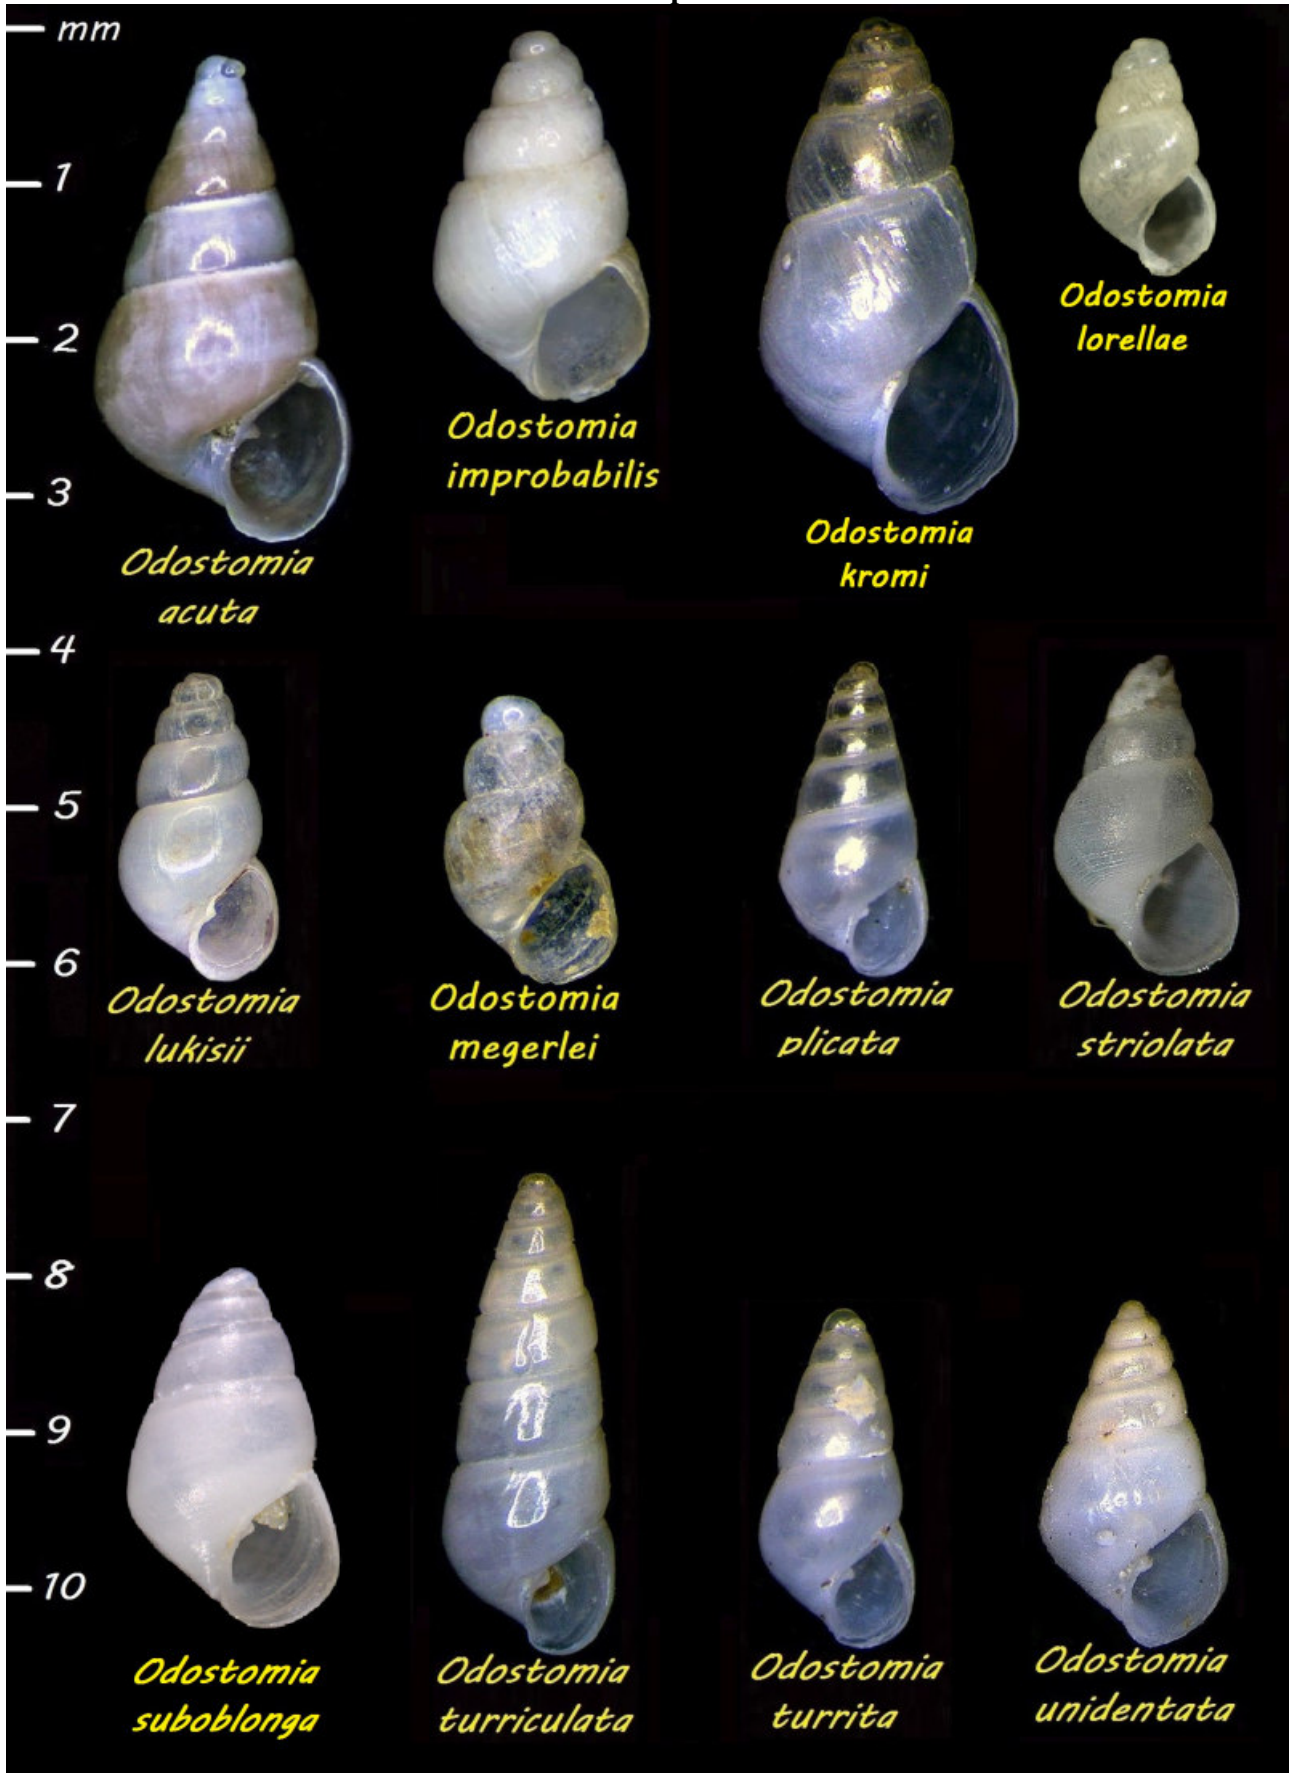 mm
1
2
3
4
5
6
7
8
9
10
Odostomia
acuta
Odostomia
improbabilis
Odostomia
kromi
Odostomia
lorellae
Odostomia
lukisii
Odostomia
megerlei
Odostomia
plicata
Odostomia
striolata
Odostomia
suboblonga
Odostomia
turriculata
Odostomia
turrita
Odostomia
unidentata